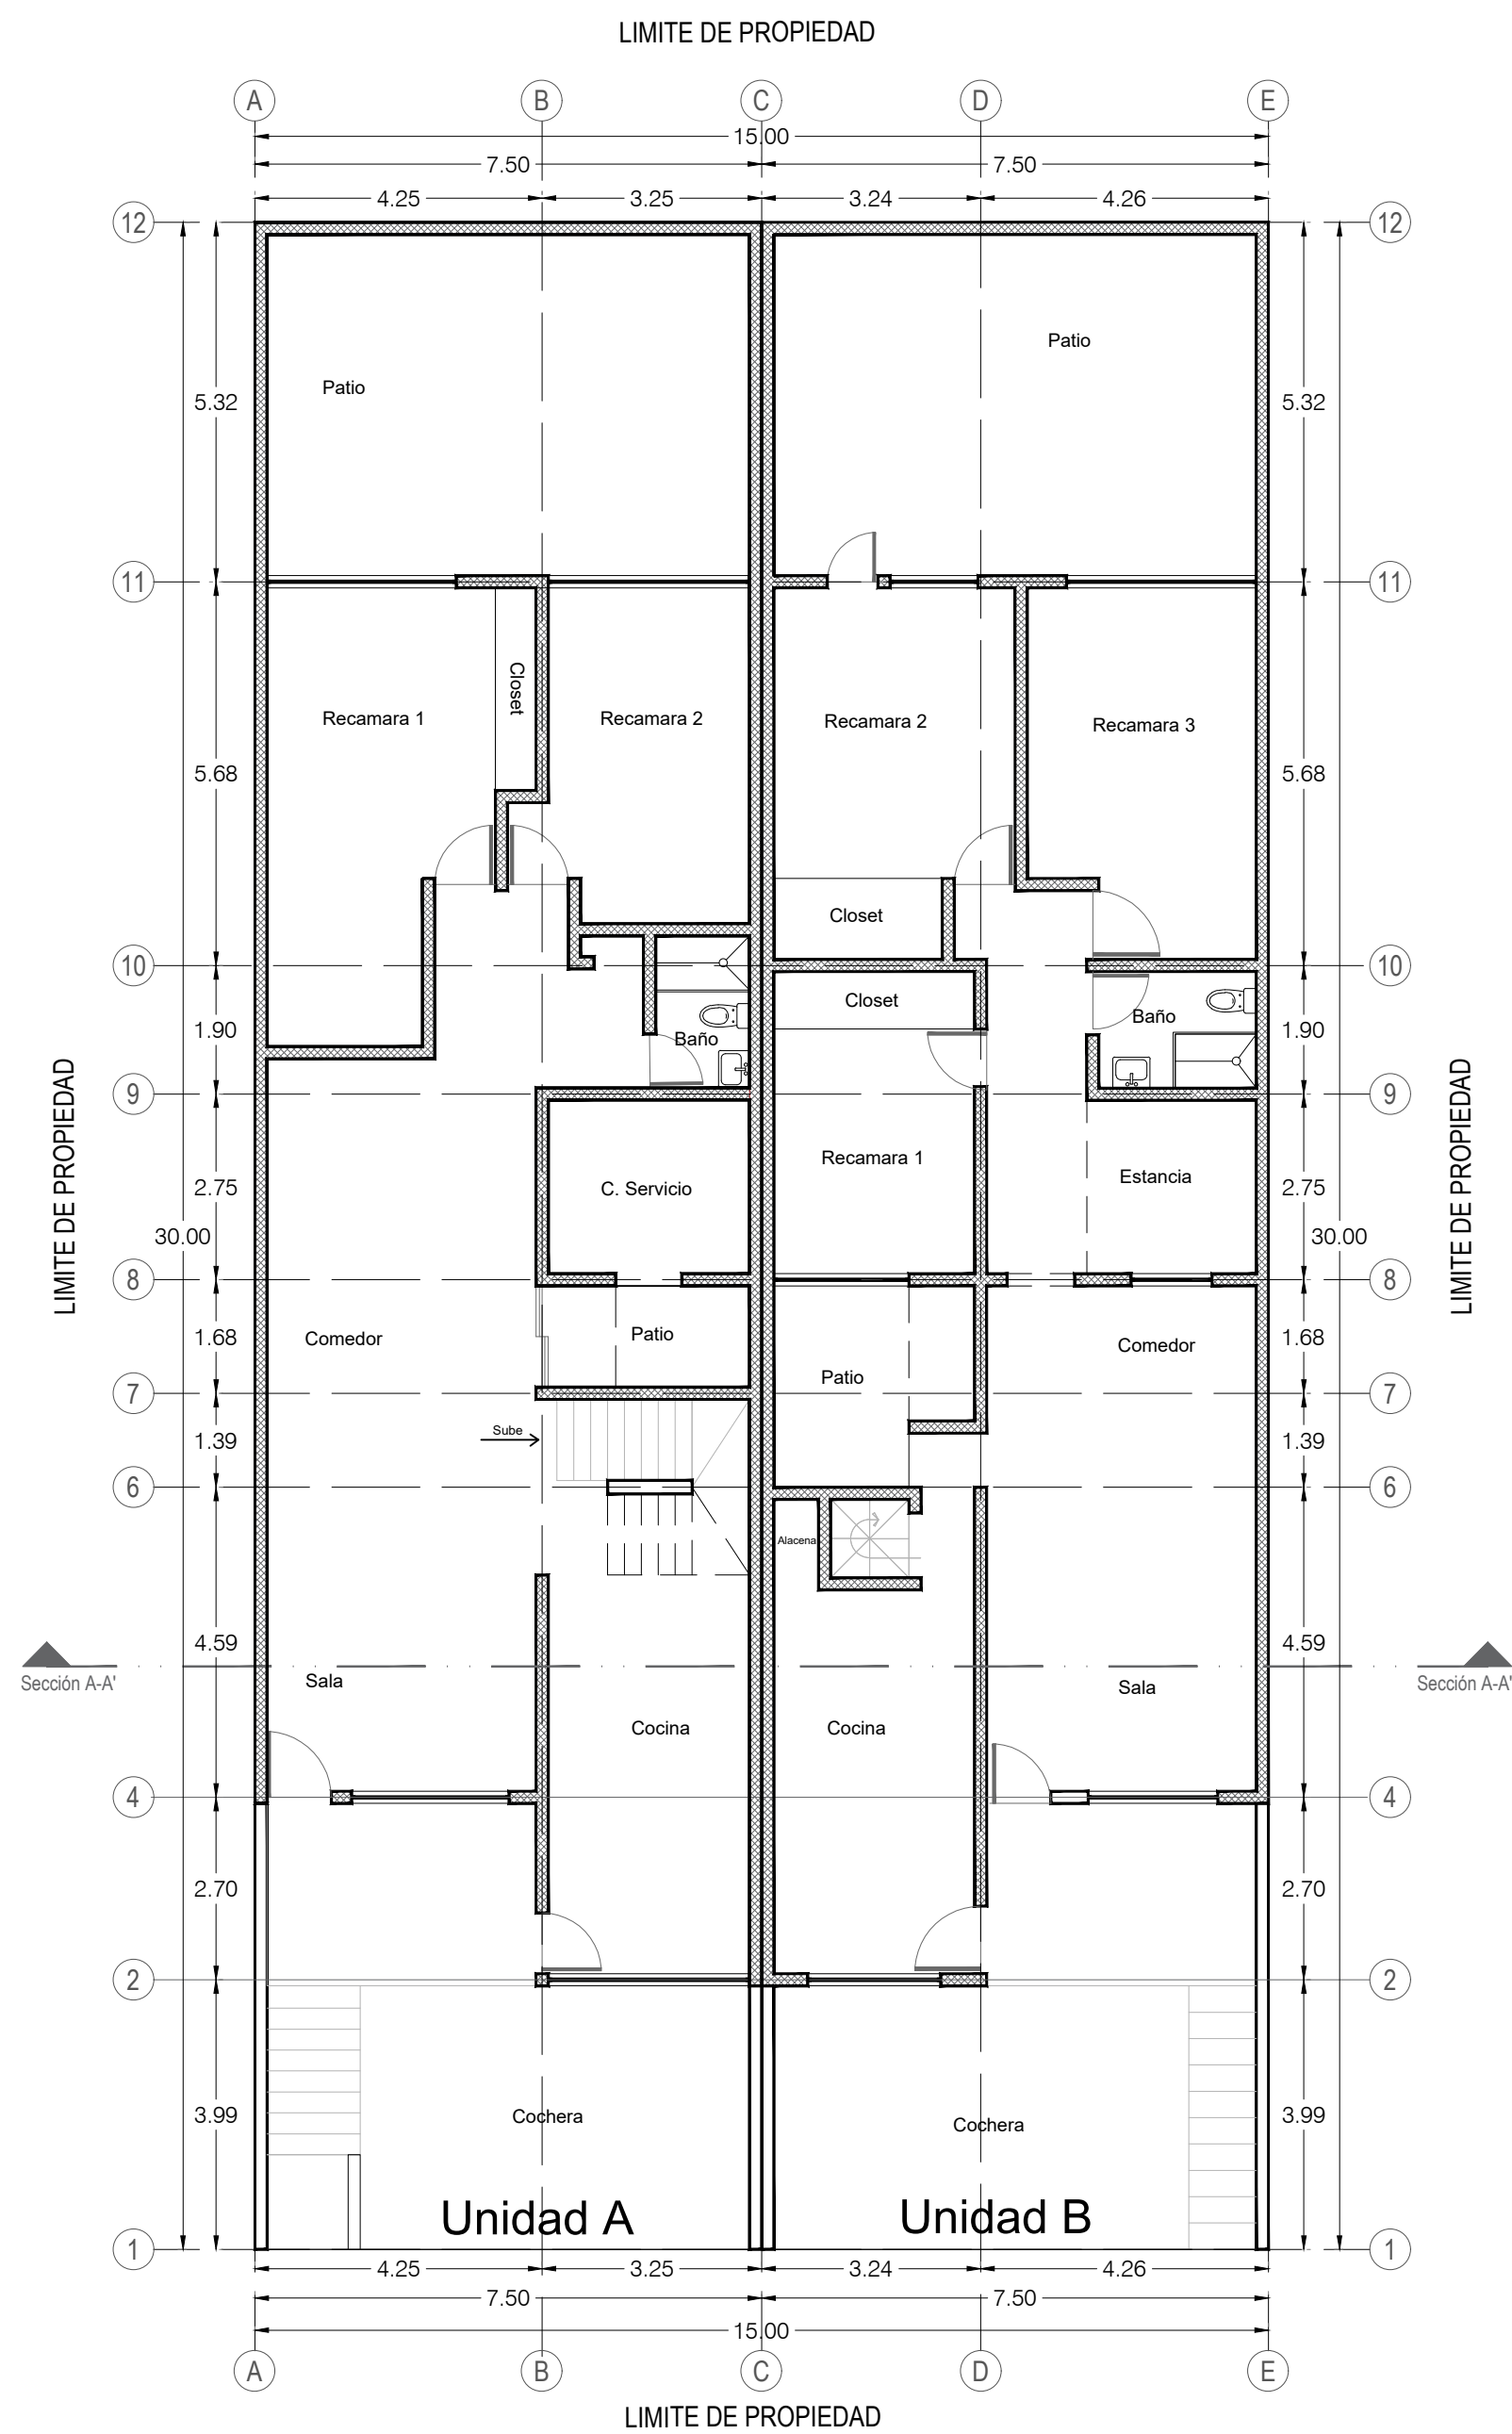 LIMITE DE PROPIEDAD
A B C D E
15.00
7.50 7.50
4.25 3.25 3.24 4.26
12 12
Patio
Patio
5.32 5.32
11 11
Closet
Recamara 1 Recamara 2 Recamara 2 Recamara 3
5.68 5.68
Closet
10 10
Closet
Baño
1.90 1.90
Baño
9 9
LIMITE DE PROPIEDAD
LIMITE DE PROPIEDAD
Recamara 1
Estancia
2.75 C. Servicio 2.75
30.00 30.00
8 8
1.68 Comedor Patio Comedor 1.68
Patio
7 7
Sube
1.39 1.39
6 6
Alacena
4.59 4.59
Sección A-A' Sala Sala Sección A-A'
Cocina Cocina
4 4
2.70 2.70
2 2
3.99 Cochera Cochera 3.99
Unidad A Unidad B
1 1
4.25 3.25 3.24 4.26
7.50 7.50
15.00
A B C D E
LIMITE DE PROPIEDAD